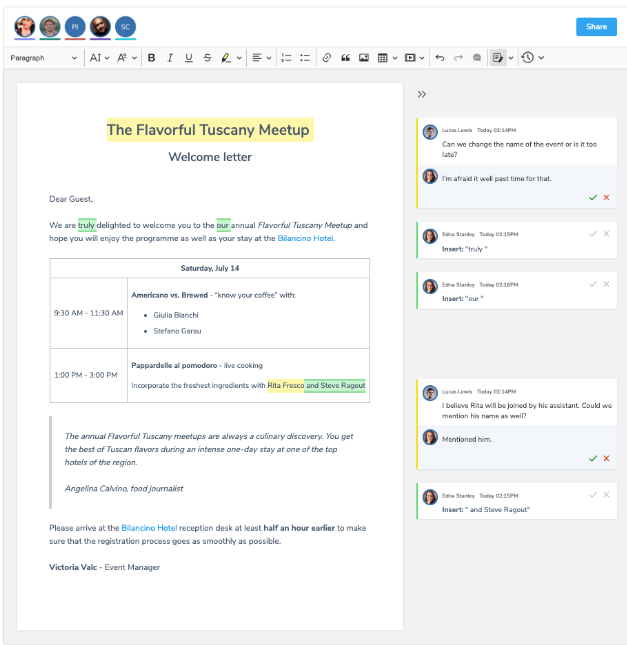 PJ
SC
Share
Paragraph
The Flavorful Tuscany Meetup
Welcome letter
Dear Guest,
We are truly delighted to welcome you to the our annual Flavorful Tuscany Meetup and
hope you will enjoy the programme as well as your stay at the Bilancino Hotel.
Saturday, July 14
9:30 AM - 11:30 AM
Americano vs. Brewed - "know your coffee" with:
Giulia Bianchi
Stefano Garau
1:00 PM - 3:00 PM
Pappardelle al pomodoro - live cooking
Incorporate the freshest ingredients with Rita Fresco and Steve Ragout
The annual Flavorful Tuscany meetups are always a culinary discovery. You get
the best of Tuscan flavors during an intense one-day stay at one of the top
hotels of the region.
Angelina Calvino, food journalist
Please arrive at the Bilancino Hotel reception desk at least half an hour earlier to make
sure that the registration process goes as smoothly as possible.
Victoria Valc - Event Manager
Lucas Lewis Today 02:14PM
Can we change the name of the event or is it too
late?
I'm afraid it well past time for that.
Edna Stanley Today 02:15PM
Insert: "truly "
Edna Stanley Today 02:16PM
Insert: "our "
Lucas Lewis Today 02:14PM
I believe Rita will be joined by his assistant. Could we
mention his name as well?
Mentioned him.
Edna Stanley Today 02:15PM
Insert: " and Steve Ragout"